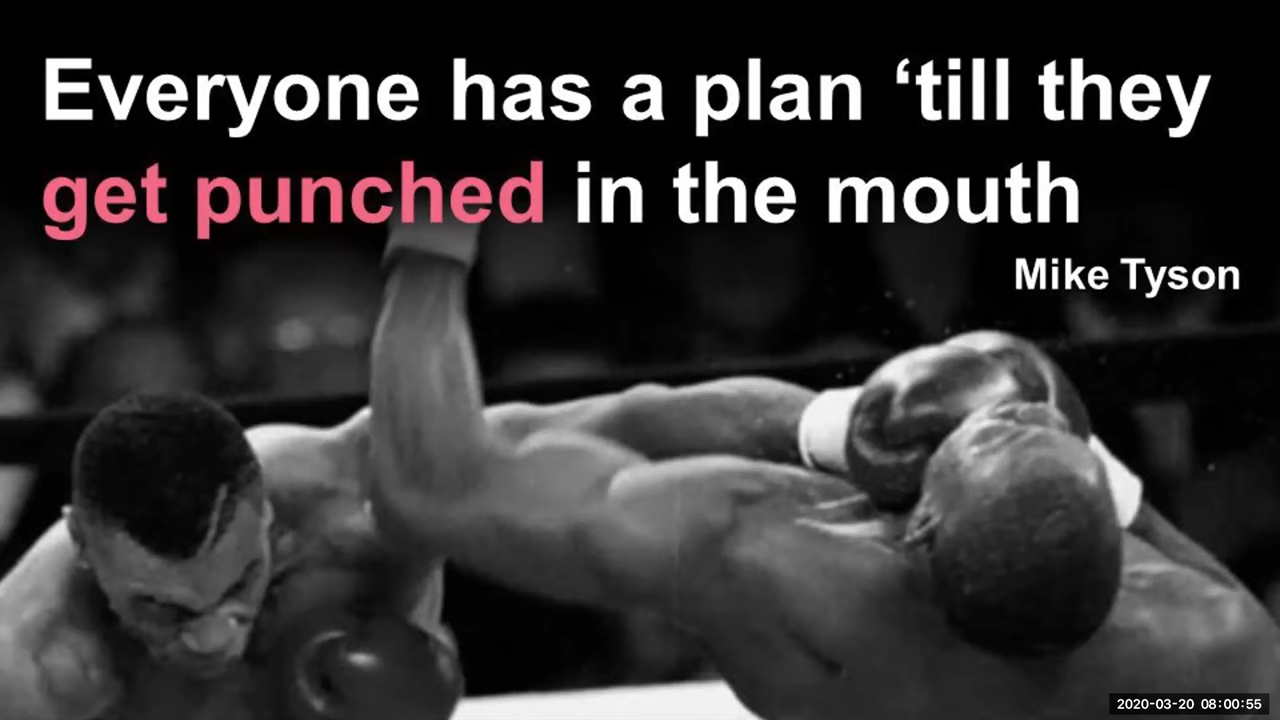 Everyone has a plan ‘till they
get punched in the mouth
Mike Tyson
2020-03-20 08:00:55